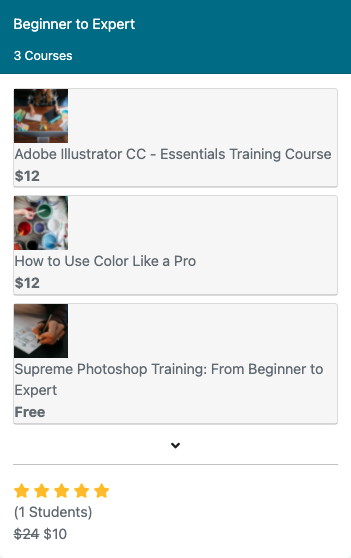 Beginner to Expert
3 Courses
Adobe Illustrator CC - Essentials Training Course
$12
How to Use Color Like a Pro
$12
Supreme Photoshop Training: From Beginner to
Expert
Free
(1 Students)
$24 $10